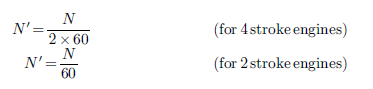 N′ = N / 2 × 60 (for 4 stroke engines)
N′ = N / 60 (for 2 stroke engines)